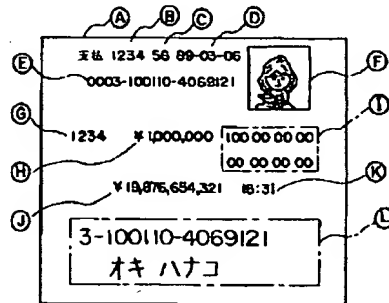 Ⓐ Ⓑ Ⓒ Ⓓ
支払 1234 56 89-03-06
Ⓔ 0003-100110-4069121 Ⓕ
Ⓖ 1234 ¥1,000,000 100 00 00 00 Ⓘ
Ⓗ 00 00 00 00
Ⓙ ¥19,876,654,321 16:31 Ⓚ
3-100110-4069121 Ⓛ
オキ ハナコ